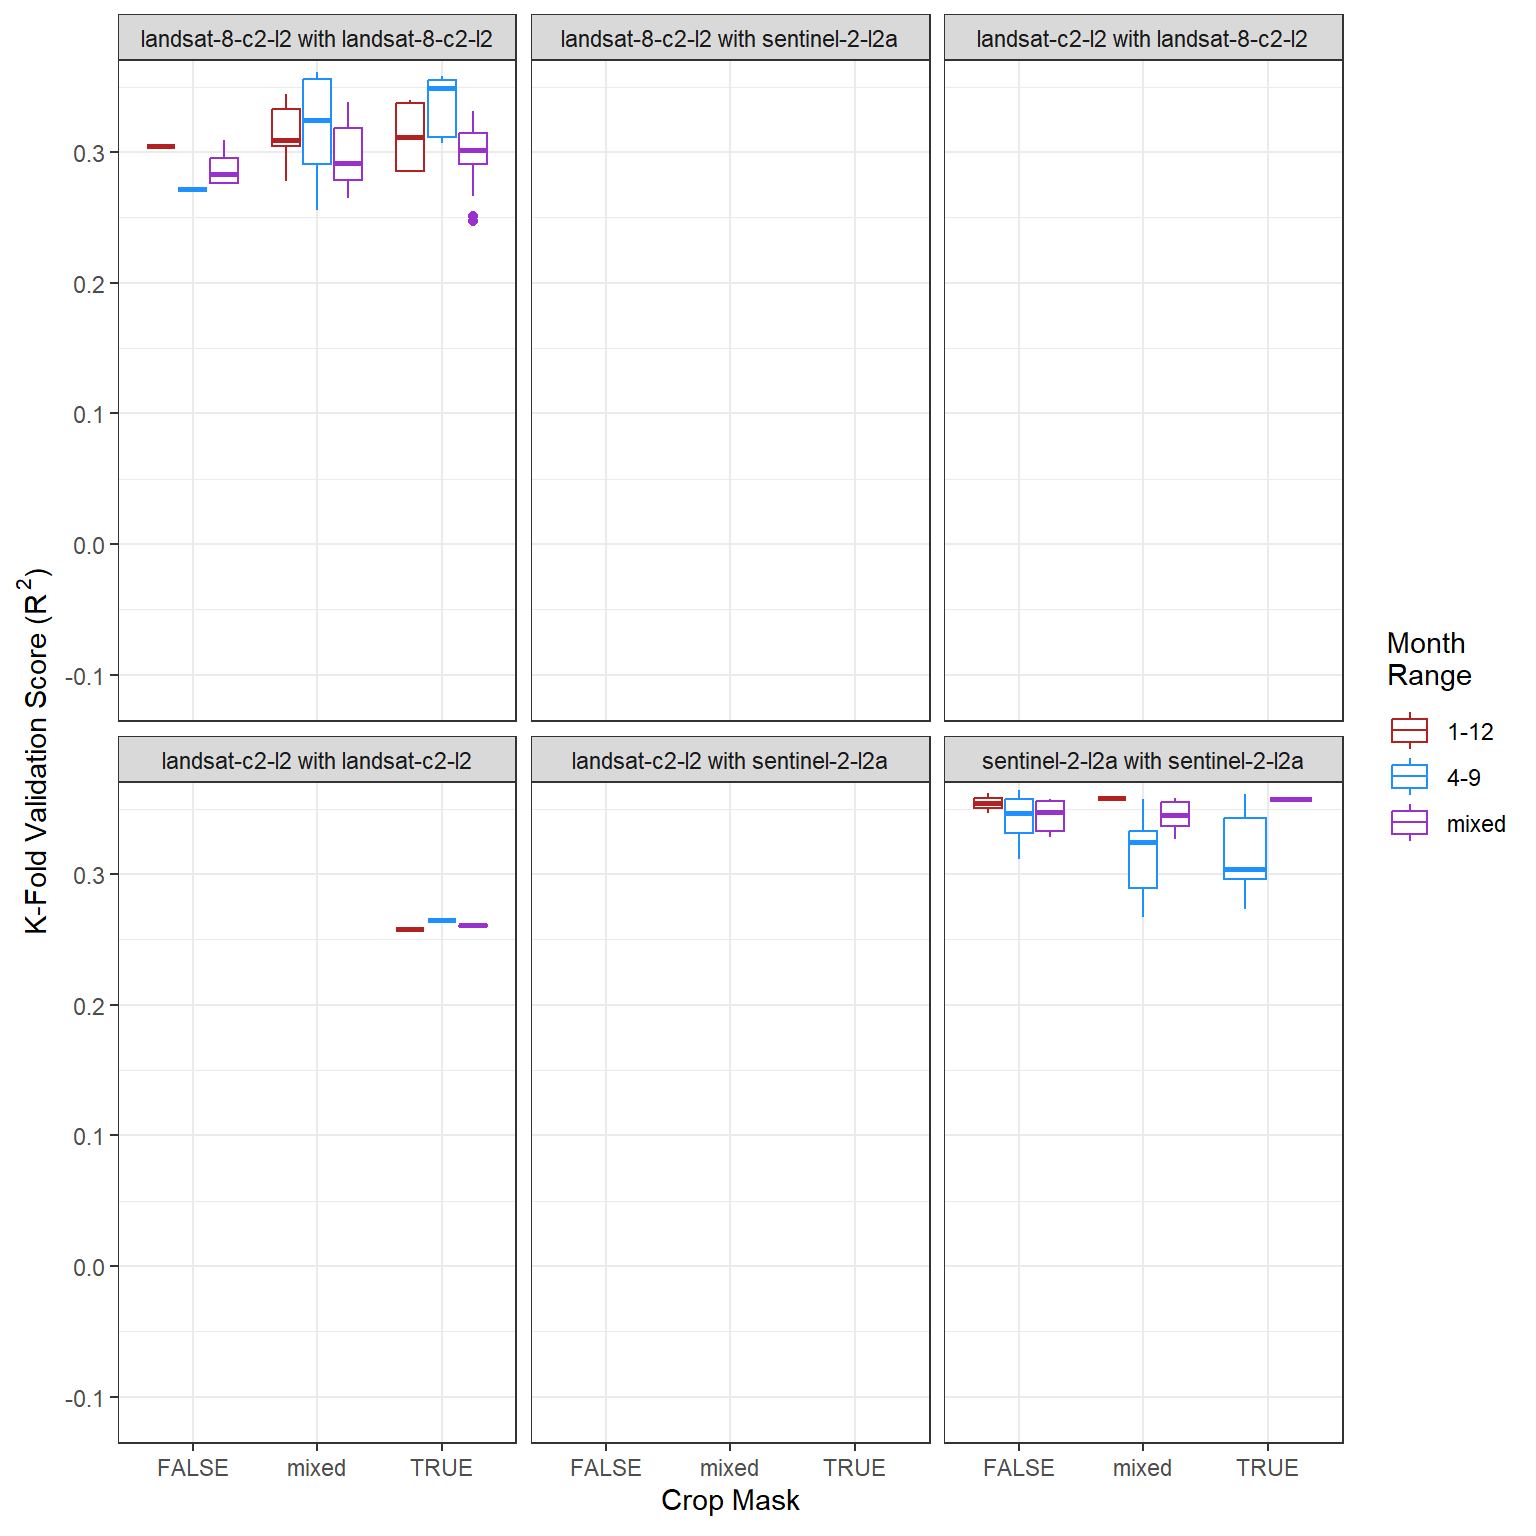 landsat-8-c2-l2 with landsat-8-c2-l2
landsat-8-c2-l2 with sentinel-2-l2a
landsat-c2-l2 with landsat-8-c2-l2
0.3
0.2
0.1
0.0
-0.1
landsat-c2-l2 with landsat-c2-l2
landsat-c2-l2 with sentinel-2-l2a
sentinel-2-l2a with sentinel-2-l2a
0.3
0.2
0.1
0.0
-0.1
FALSE mixed TRUE
FALSE mixed TRUE
FALSE mixed TRUE
Crop Mask
K-Fold Validation Score (R²)
Month
Range
1-12
4-9
mixed